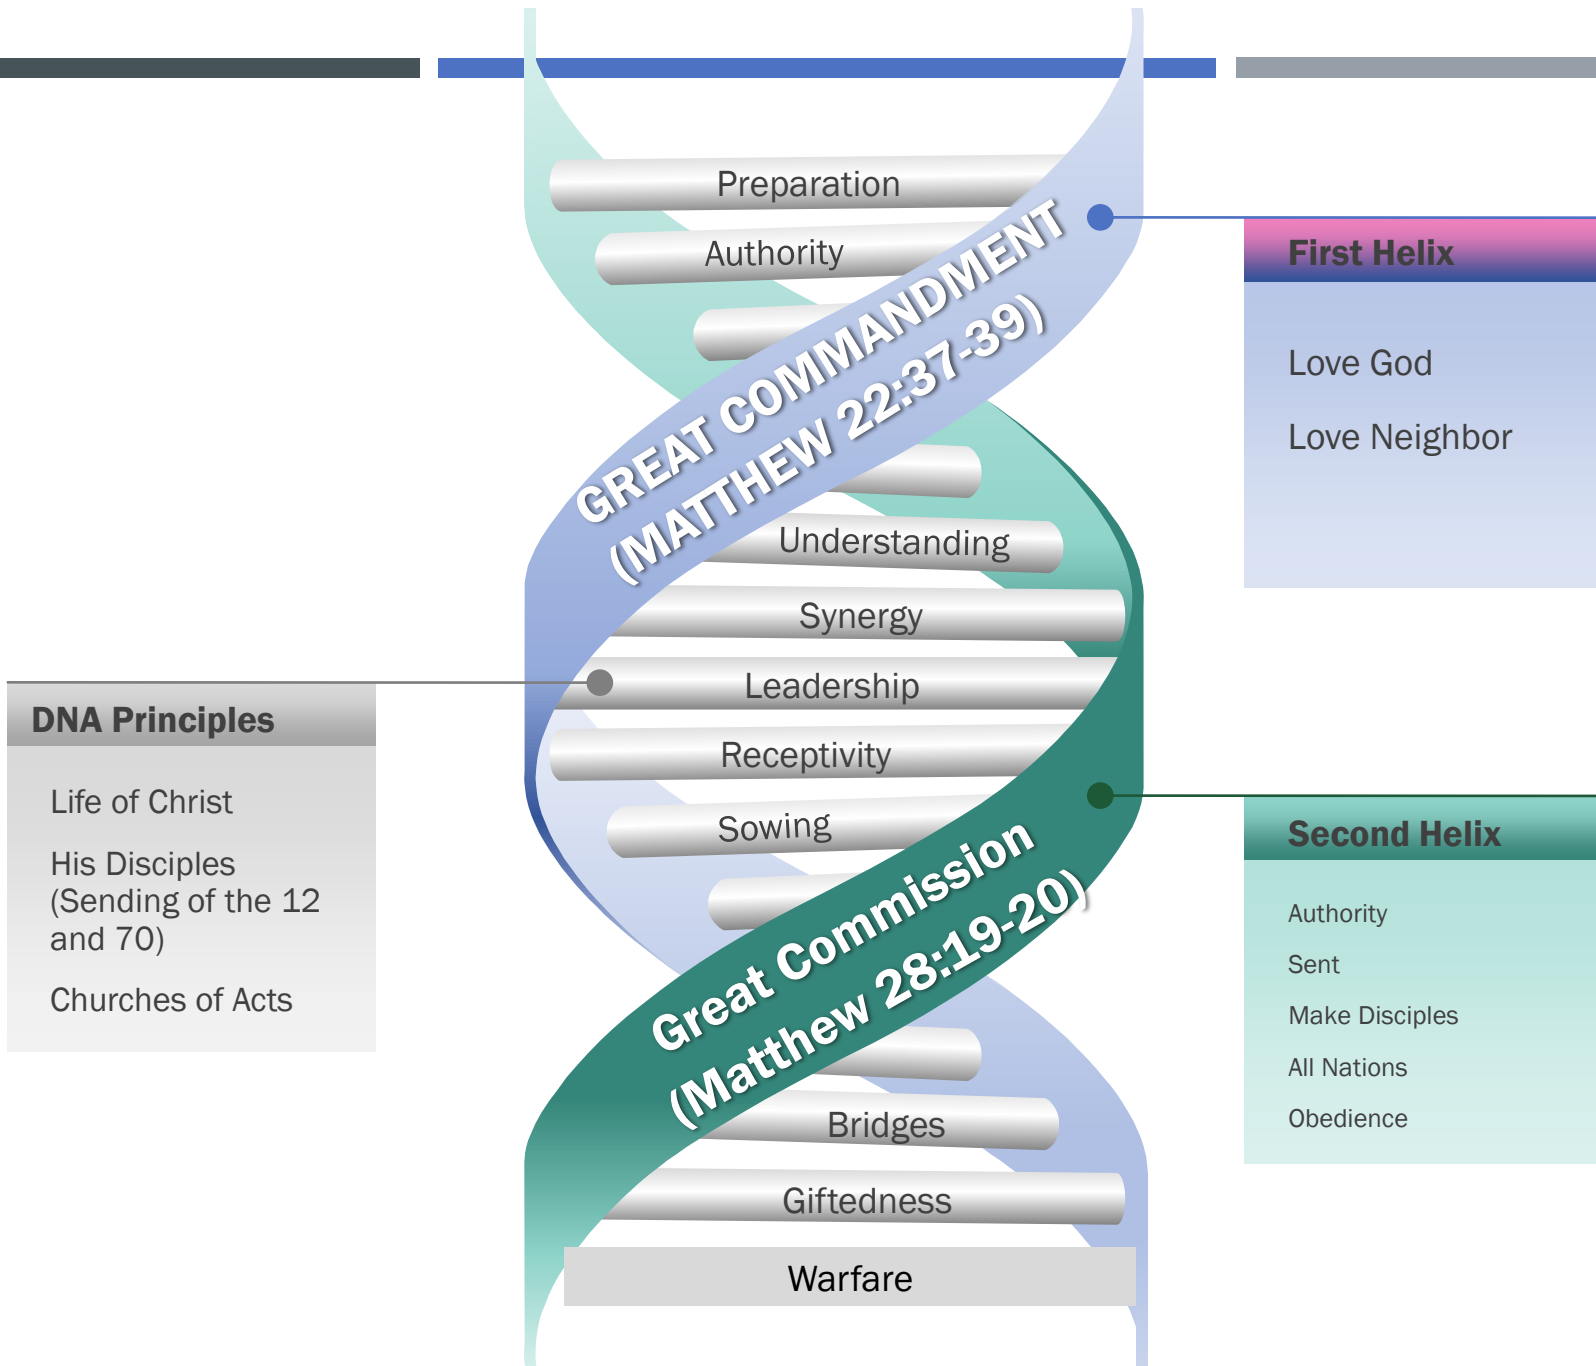 Preparation
Authority
GREAT COMMANDMENT
(MATTHEW 22:37-39)
First Helix
Love God
Love Neighbor
Understanding
Synergy
Leadership
Receptivity
Sowing
DNA Principles
Life of Christ
His Disciples
(Sending of the 12
and 70)
Churches of Acts
Great Commission
(Matthew 28:19-20)
Second Helix
Authority
Sent
Make Disciples
All Nations
Obedience
Bridges
Giftedness
Warfare